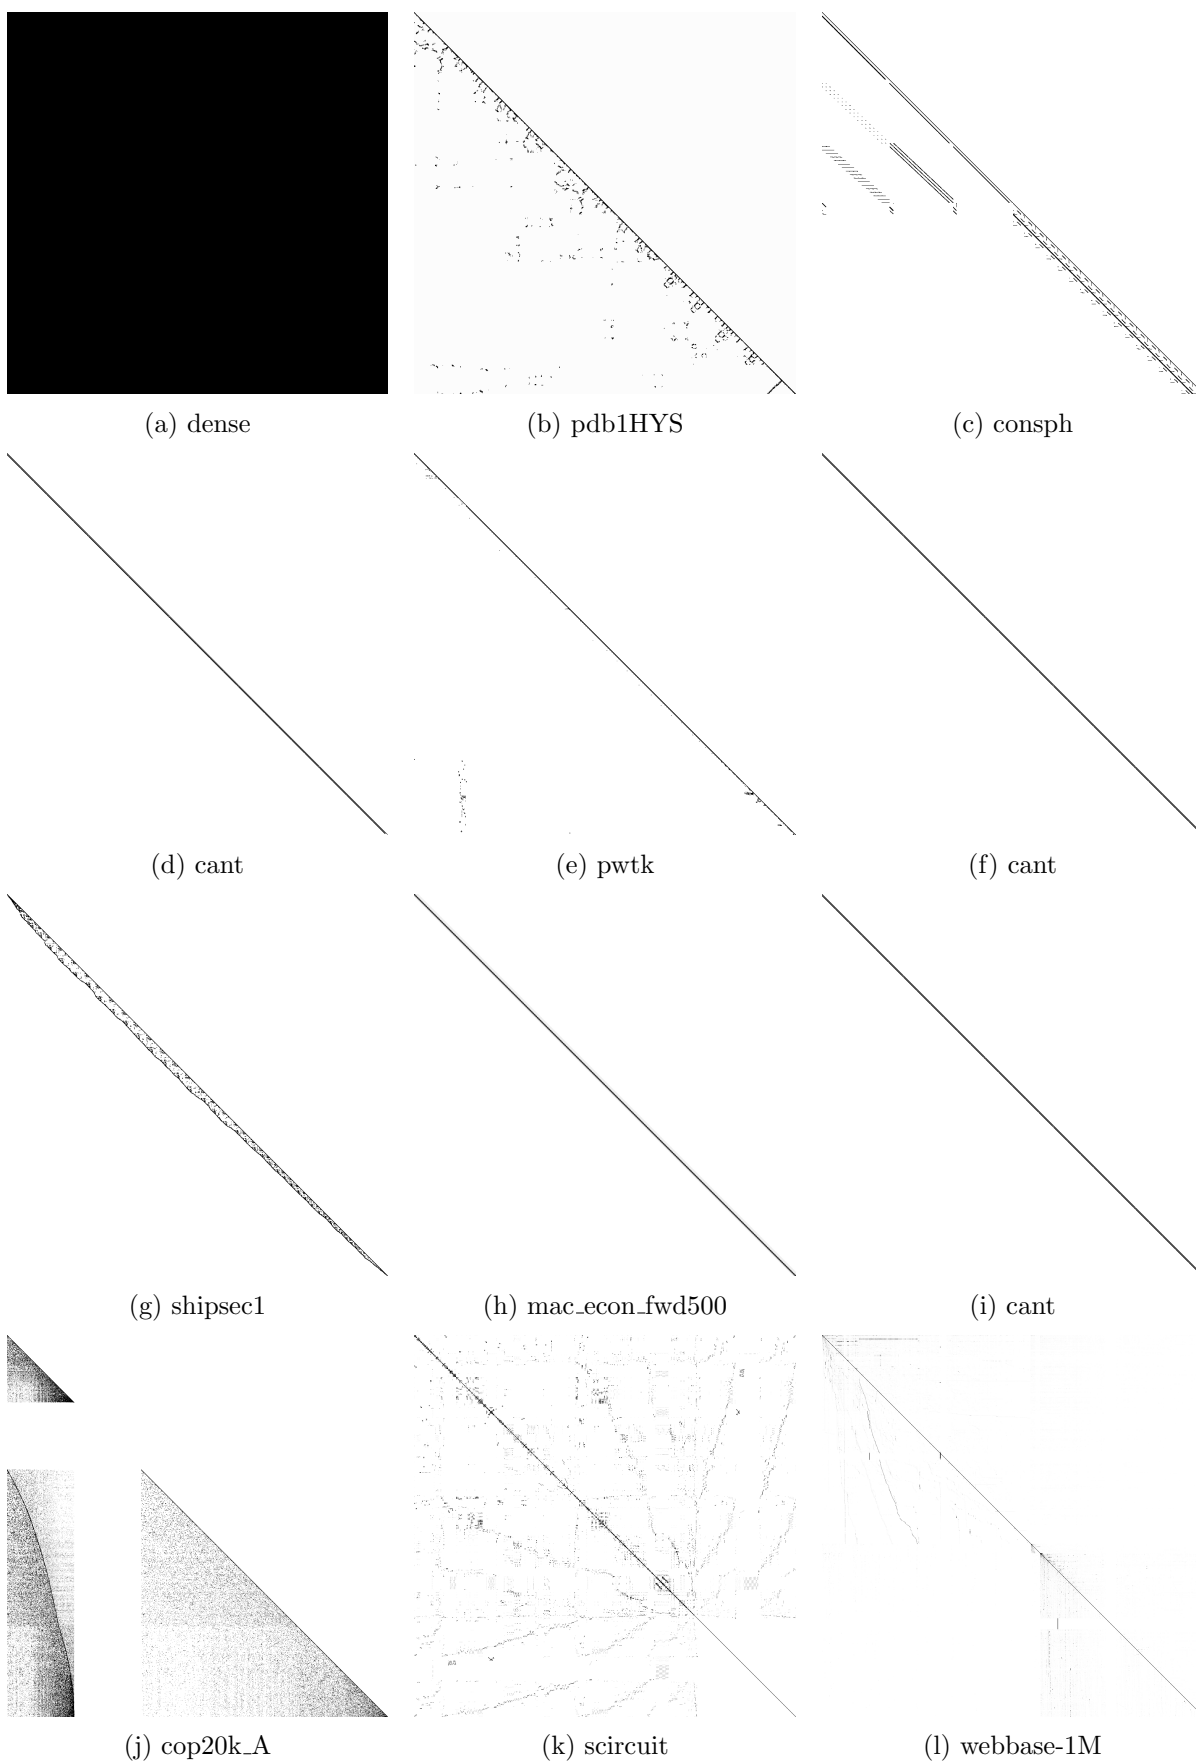 (a) dense
(b) pdb1HYS
(c) consph
(d) cant
(e) pwtk
(f) cant
(g) shipsec1
(h) mac_econ_fwd500
(i) cant
(j) cop20k_A
(k) scircuit
(l) webbase-1M